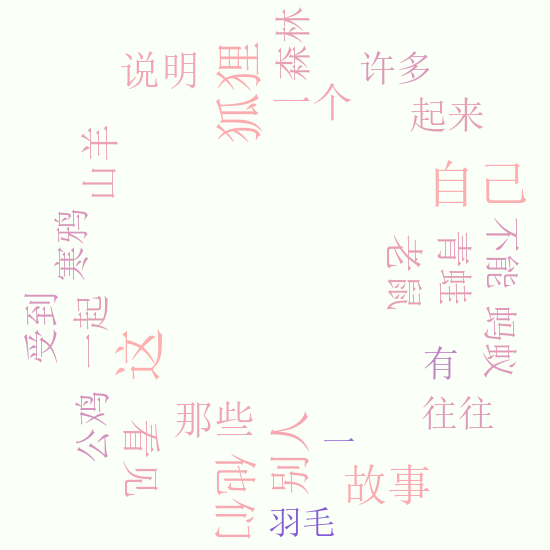 森林
说明
狐狸
许多
一个
起来
山羊
自己
寒鸦
不能
青蛙
老鼠
受到
一起
蚂蚁
这
有
公鸡
看见
那些
往往
别人
一
他们
故事
羽毛